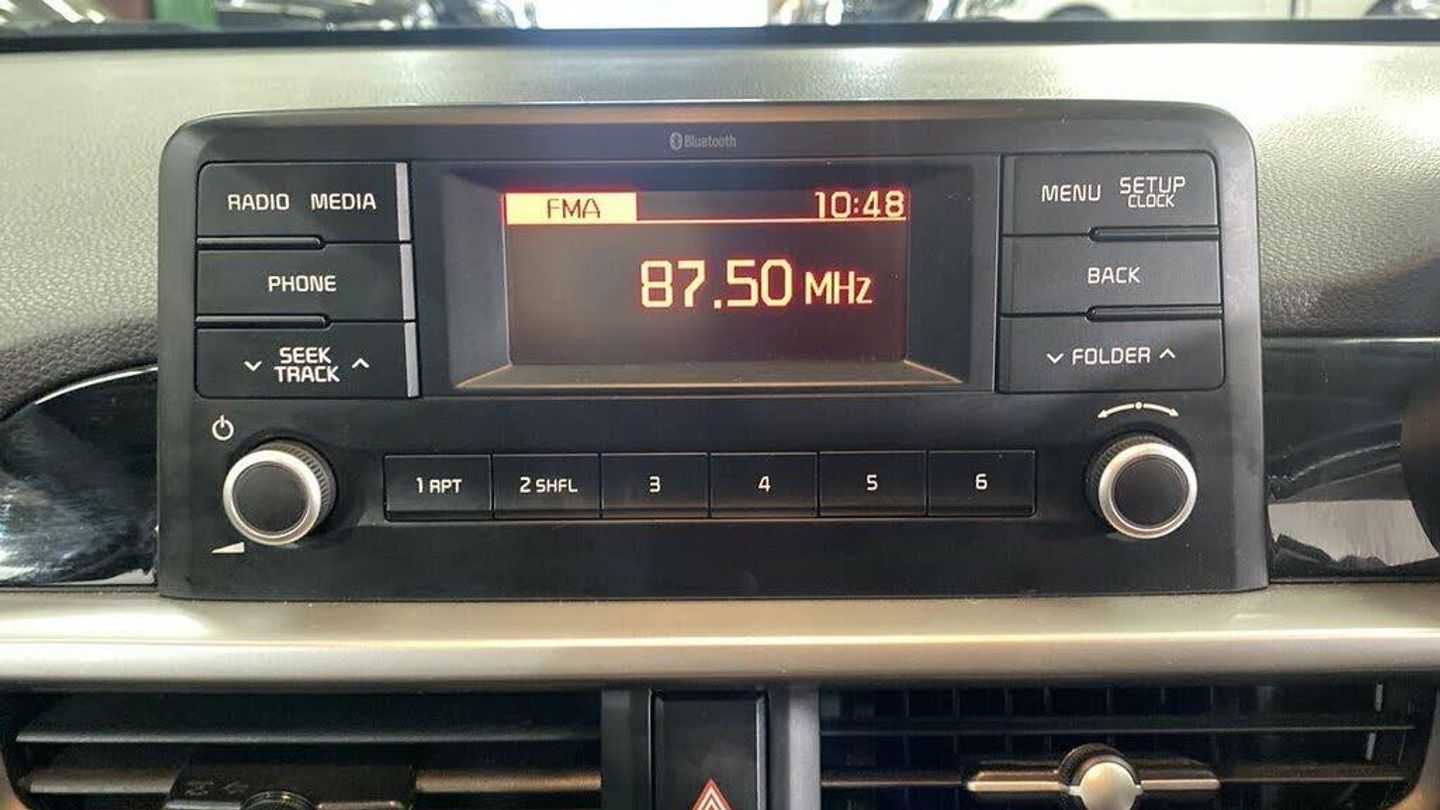 Bluetooth
RADIO MEDIA
FMA 10:48
MENU SETUP
CLOCK
PHONE
87.50 MHz
BACK
SEEK
TRACK
FOLDER
1 RPT
2 SHFL
3
4
5
6